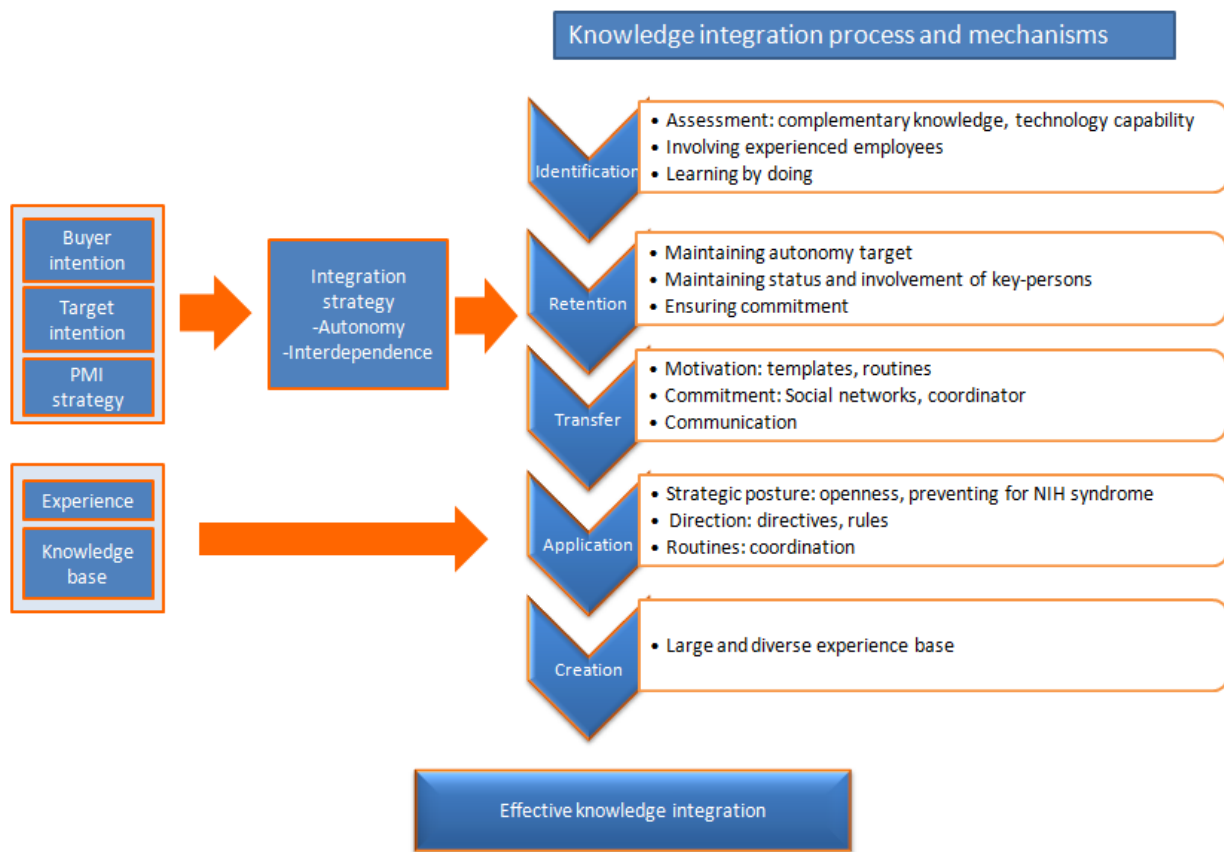 Knowledge integration process and mechanisms
Identification
• Assessment: complementary knowledge, technology capability
• Involving experienced employees
• Learning by doing
Buyer
intention
Target
intention
PMI
strategy
Integration
strategy
-Autonomy
-Interdependence
Retention
• Maintaining autonomy target
• Maintaining status and involvement of key-persons
• Ensuring commitment
Transfer
• Motivation: templates, routines
• Commitment: Social networks, coordinator
• Communication
Experience
Knowledge
base
Application
• Strategic posture: openness, preventing for NIH syndrome
• Direction: directives, rules
• Routines: coordination
Creation
• Large and diverse experience base
Effective knowledge integration